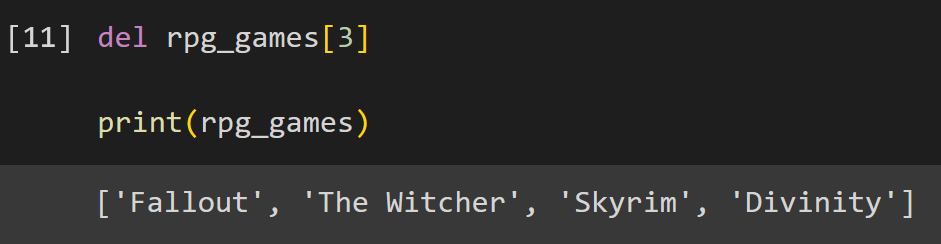 [11] del rpg_games[3]
print(rpg_games)
['Fallout', 'The Witcher', 'Skyrim', 'Divinity']